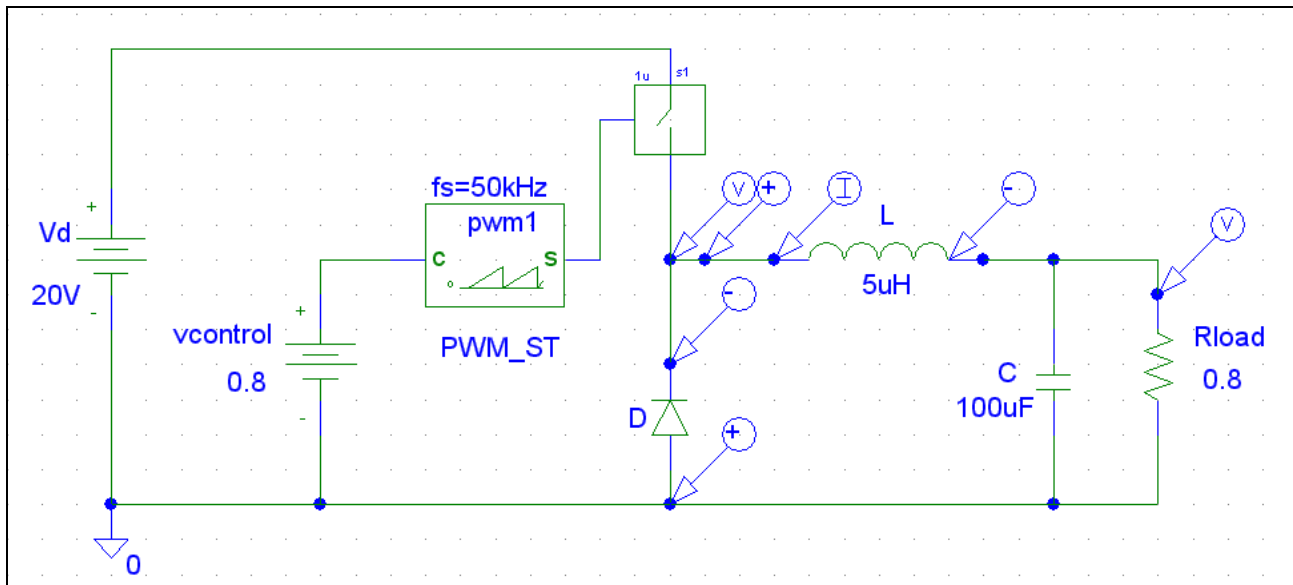 1u s1
fs=50kHz
pwm1
C S
PWM_ST
+
Vd
20V
-
+
vcontrol
0.8
-
V + I -
L
5uH
V
-
D
+
C
100uF
Rload
0.8
0